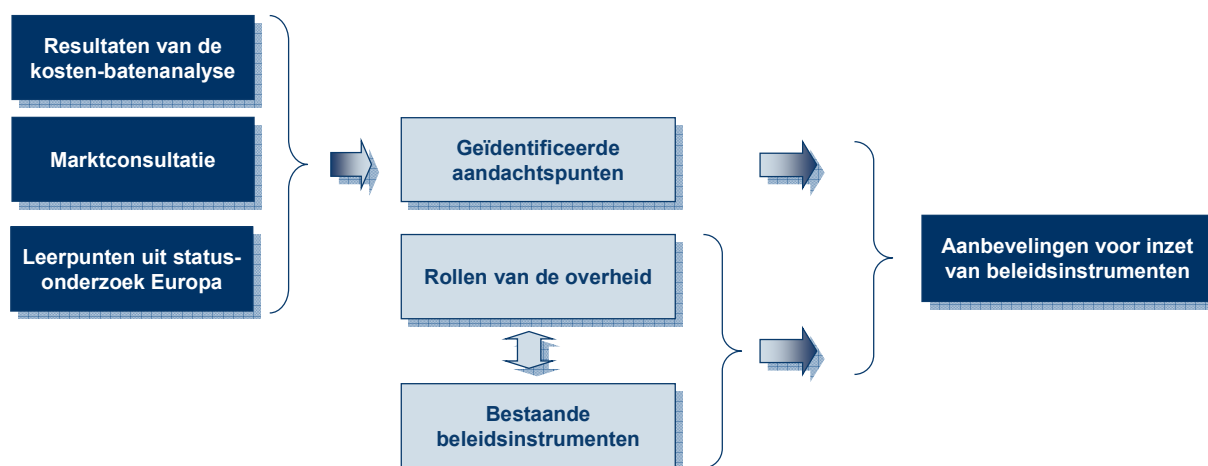 Resultaten van de
kosten-batenanalyse
Marktconsultatie
Leerpunten uit status-
onderzoek Europa
Geïdentificeerde
aandachtspunten
Rollen van de overheid
Bestaande
beleidsinstrumenten
Aanbevelingen voor inzet
van beleidsinstrumenten